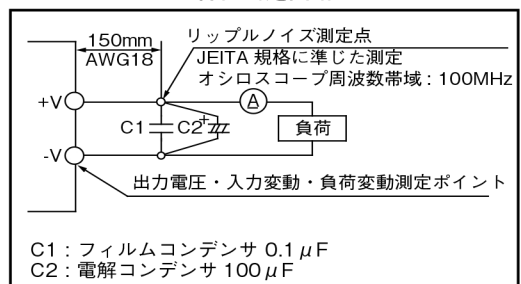 150mm
AWG18
リップルノイズ測定点
JEITA 規格に準じた測定
オシロスコープ周波数帯域：100MHz
+V
C1
C2
+
A
負荷
-V
出力電圧・入力変動・負荷変動測定ポイント
C1：フィルムコンデンサ 0.1μF
C2：電解コンデンサ 100μF